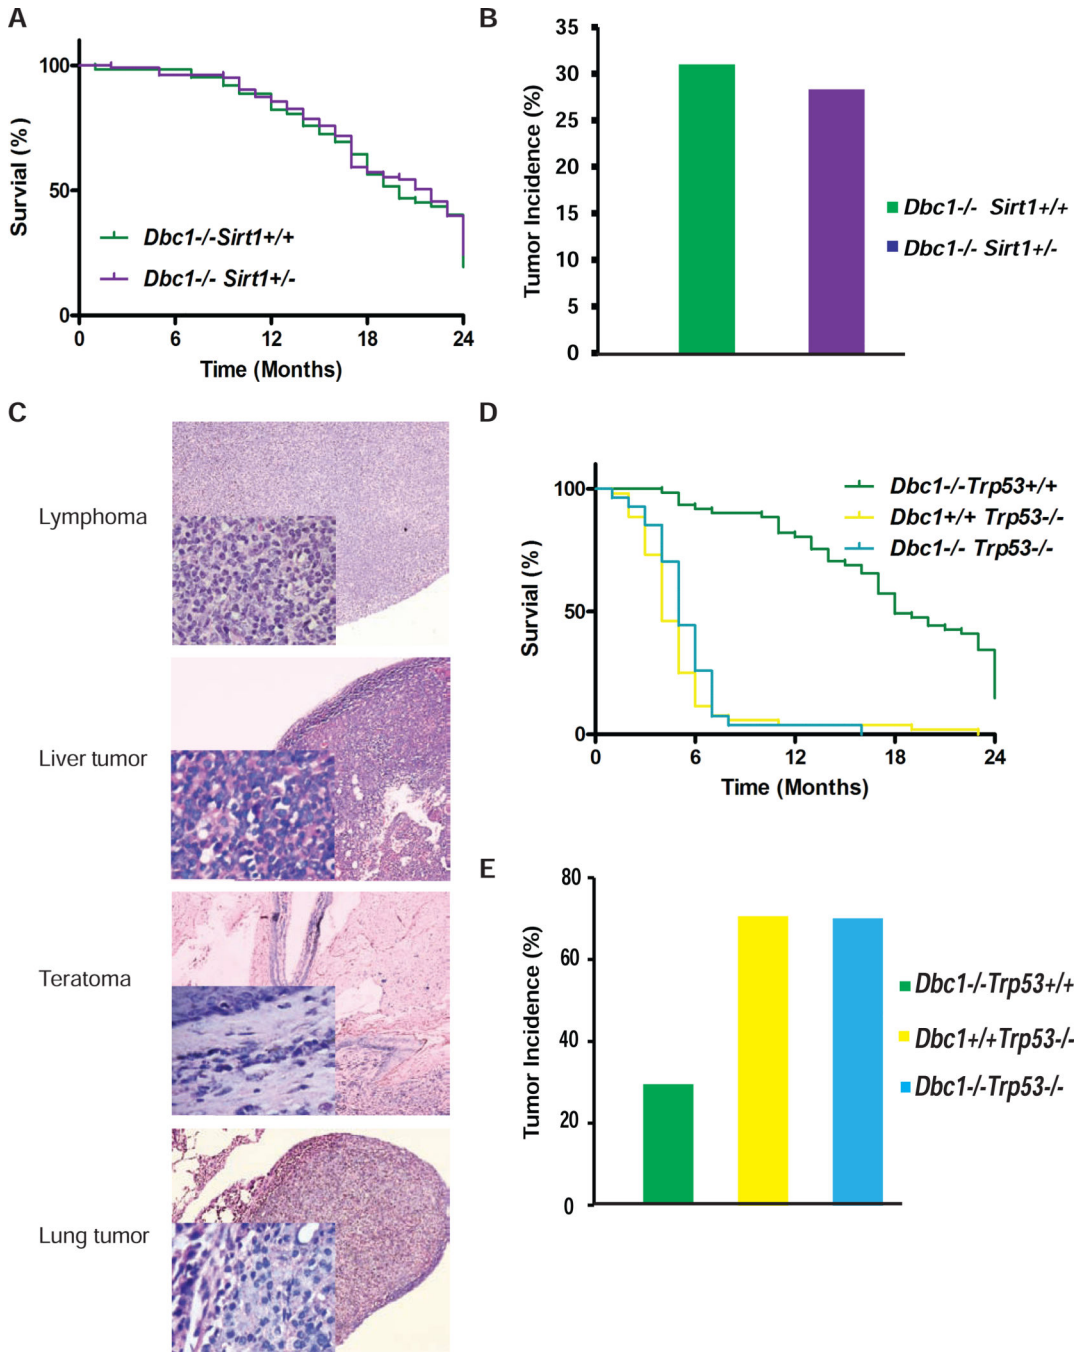 A
Survial (%)
100
50
0
0 6 12 18 24
Time (Months)
Dbc1-/-Sirt1+/+
Dbc1-/- Sirt1+/-
B
Tumor Incidence (%)
35
30
25
20
15
10
5
0
Dbc1-/- Sirt1+/+
Dbc1-/- Sirt1+/-
C
Lymphoma
Liver tumor
Teratoma
Lung tumor
D
Survial (%)
100
50
0
0 6 12 18 24
Time (Months)
Dbc1-/-Trp53+/+
Dbc1+/+ Trp53-/-
Dbc1-/- Trp53-/-
E
Tumor Incidence (%)
80
60
40
20
0
Dbc1-/-Trp53+/+
Dbc1+/+Trp53-/-
Dbc1-/-Trp53-/-